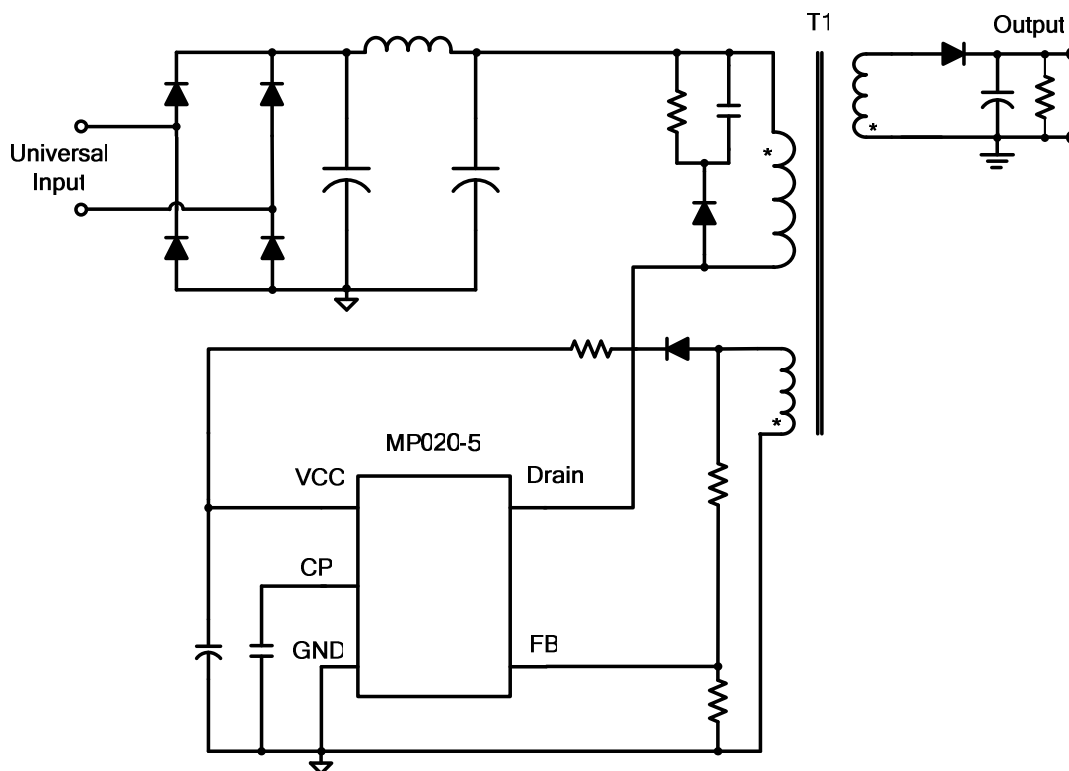 T1
Output
Universal
Input
*
*
*
MP020-5
VCC
Drain
CP
GND
FB